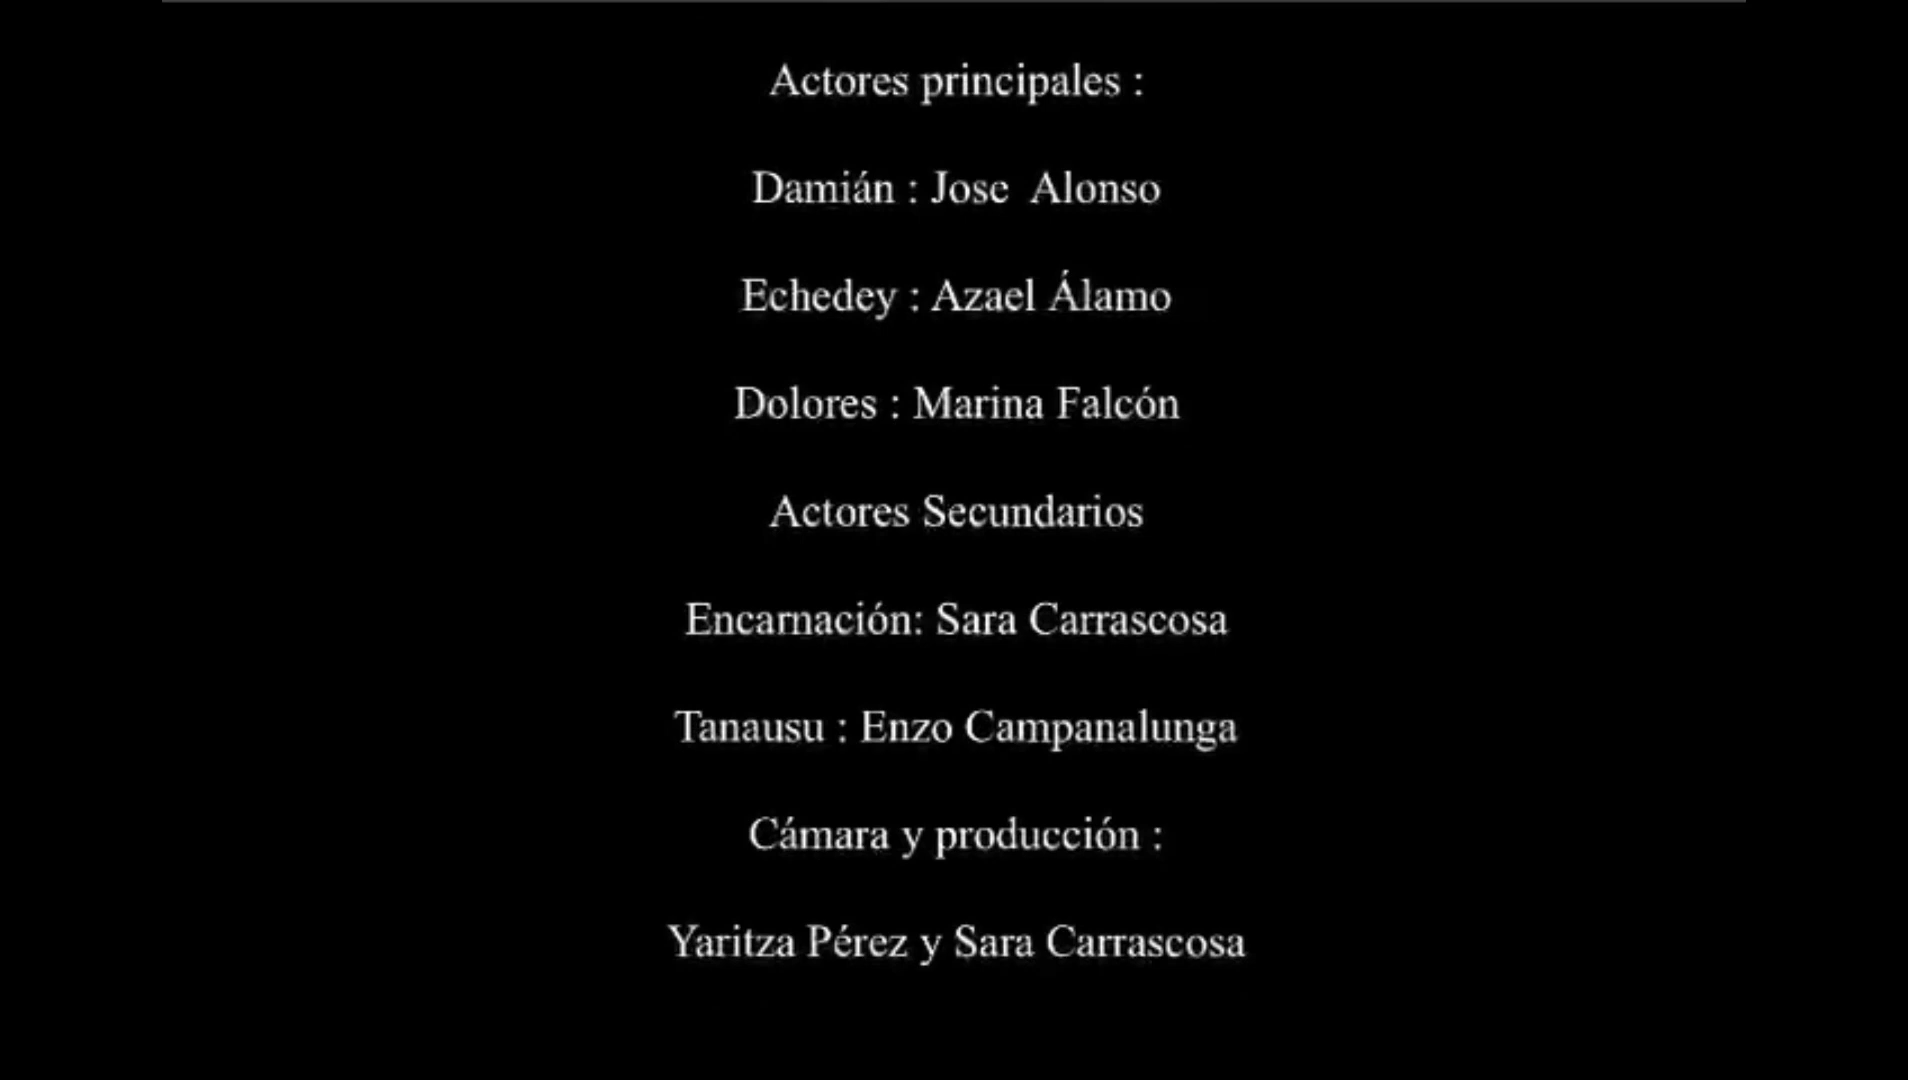 Actores principales :
Damián : Jose  Alonso
Echedey : Azael Álamo
Dolores : Marina Falcón
Actores Secundarios
Encarnación: Sara Carrascosa
Tanausu : Enzo Campanalunga
Cámara y producción :
Yaritza Pérez y Sara Carrascosa